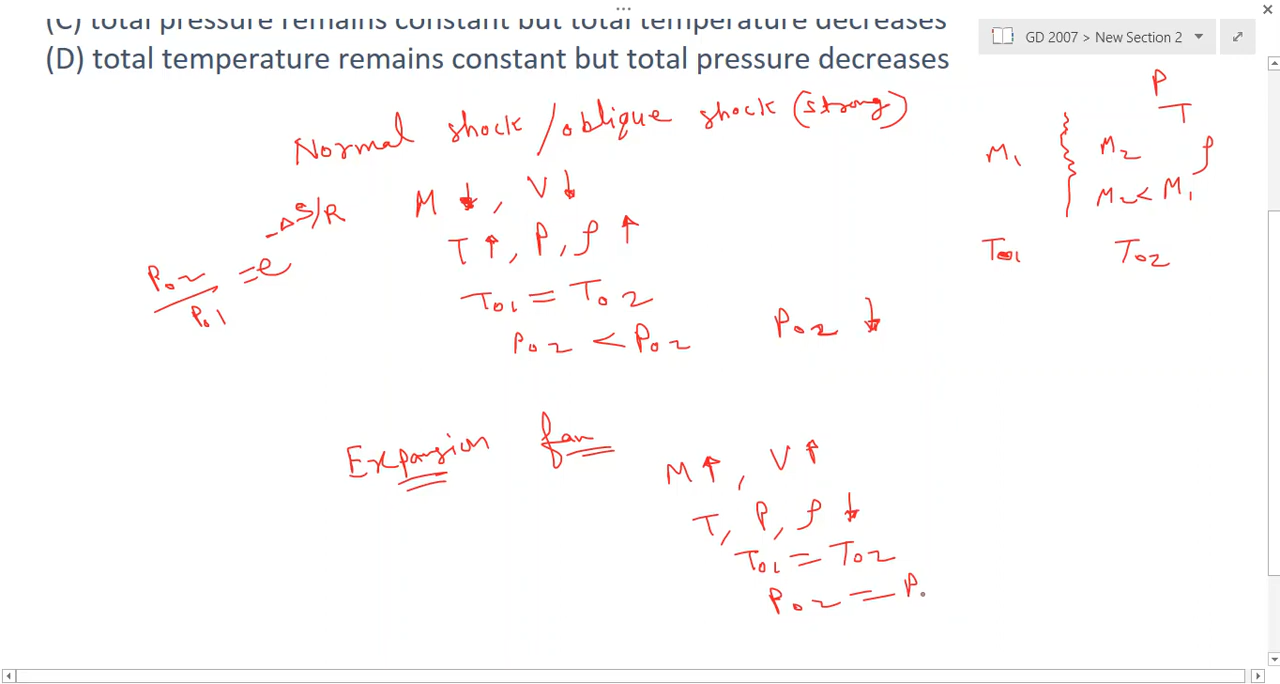 (C) total pressure remains constant but total temperature decreases
(D) total temperature remains constant but total pressure decreases
GD 2007 > New Section 2
Normal shock/oblique shock (strong)
M ↓, V ↓
T ↑, P, ρ ↑
T01 = T02
P02 < P02
P02 ↓
P02/P01 = e^-ΔS/R
P
T
M1 M2 ρ
M2 < M1
T01 T02
Expansion fan
M ↑, V ↑
T, P, ρ ↓
T01 = T02
P02 = P